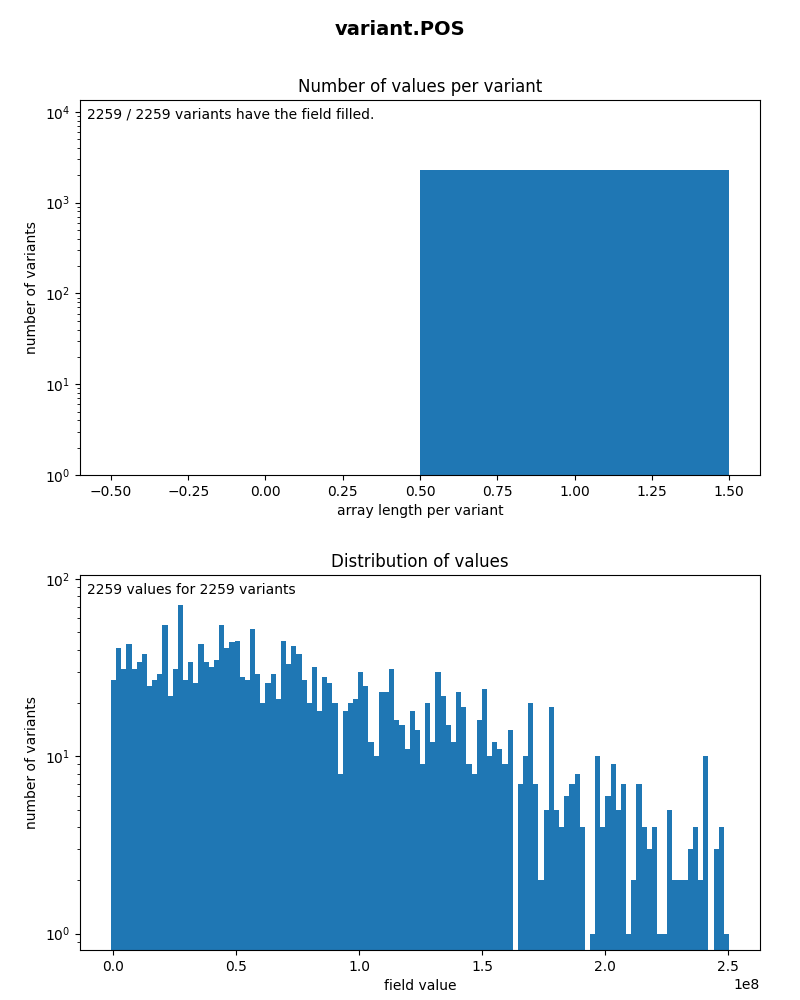 variant.POS
Number of values per variant
2259 / 2259 variants have the field filled.
10^4
10^3
10^2
10^1
10^0
number of variants
−0.50 −0.25 0.00 0.25 0.50 0.75 1.00 1.25 1.50
array length per variant
Distribution of values
2259 values for 2259 variants
10^2
10^1
10^0
number of variants
0.0 0.5 1.0 1.5 2.0 2.5
1e8
field value